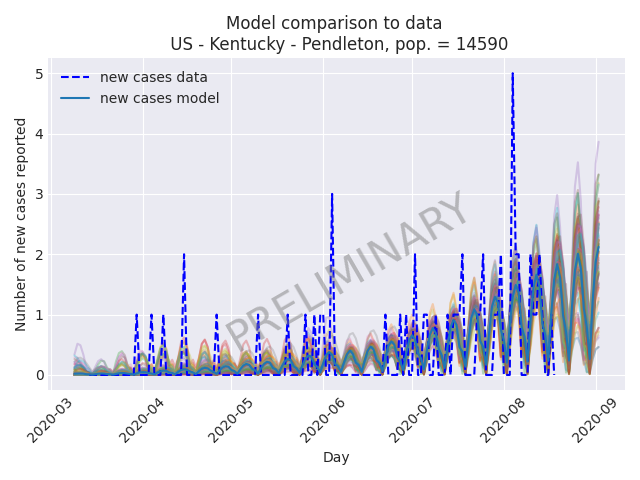 Model comparison to data
US - Kentucky - Pendleton, pop. = 14590
new cases data
new cases model
Number of new cases reported
5
4
3
2
1
0
PRELIMINARY
2020-03
2020-04
2020-05
2020-06
2020-07
2020-08
2020-09
Day